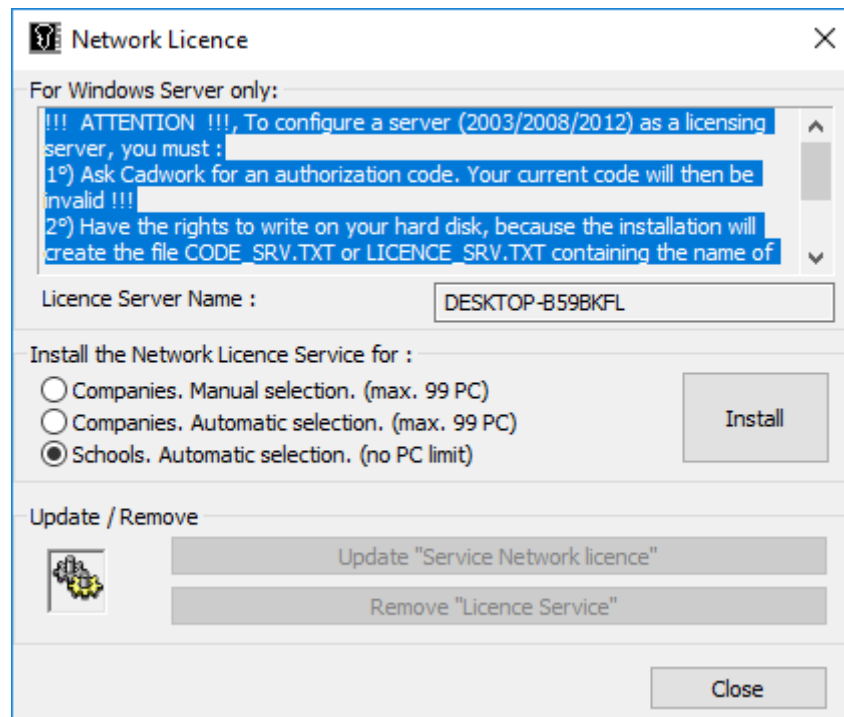 Network Licence
For Windows Server only:
!!! ATTENTION !!!, To configure a server (2003/2008/2012) as a licensing
server, you must :
1º) Ask Cadwork for an authorization code. Your current code will then be
invalid !!!
2º) Have the rights to write on your hard disk, because the installation will
create the file CODE_SRV.TXT or LICENCE_SRV.TXT containing the name of
Licence Server Name :
DESKTOP-B59BKFL
Install the Network Licence Service for :
Companies. Manual selection. (max. 99 PC)
Companies. Automatic selection. (max. 99 PC)
Schools. Automatic selection. (no PC limit)
Install
Update / Remove
Update "Service Network licence"
Remove "Licence Service"
Close